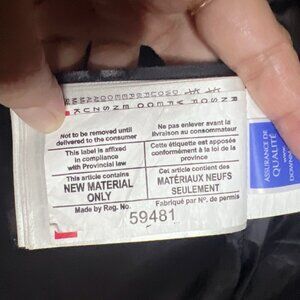 Not to be removed until
delivered to the consumer
This label is affixed
in compliance
with Provincial law
This article contains
NEW MATERIAL
ONLY
Made by Reg. No.
Ne pas enlever avant la
livraison au consommateur
Cette étiquette est apposée
conformément à la loi de la
province
Cet article contient des
MATÉRIAUX NEUFS
SEULEMENT
Fabriqué par N° de permis
59481
ASSURANCE DE
QUALITÉ